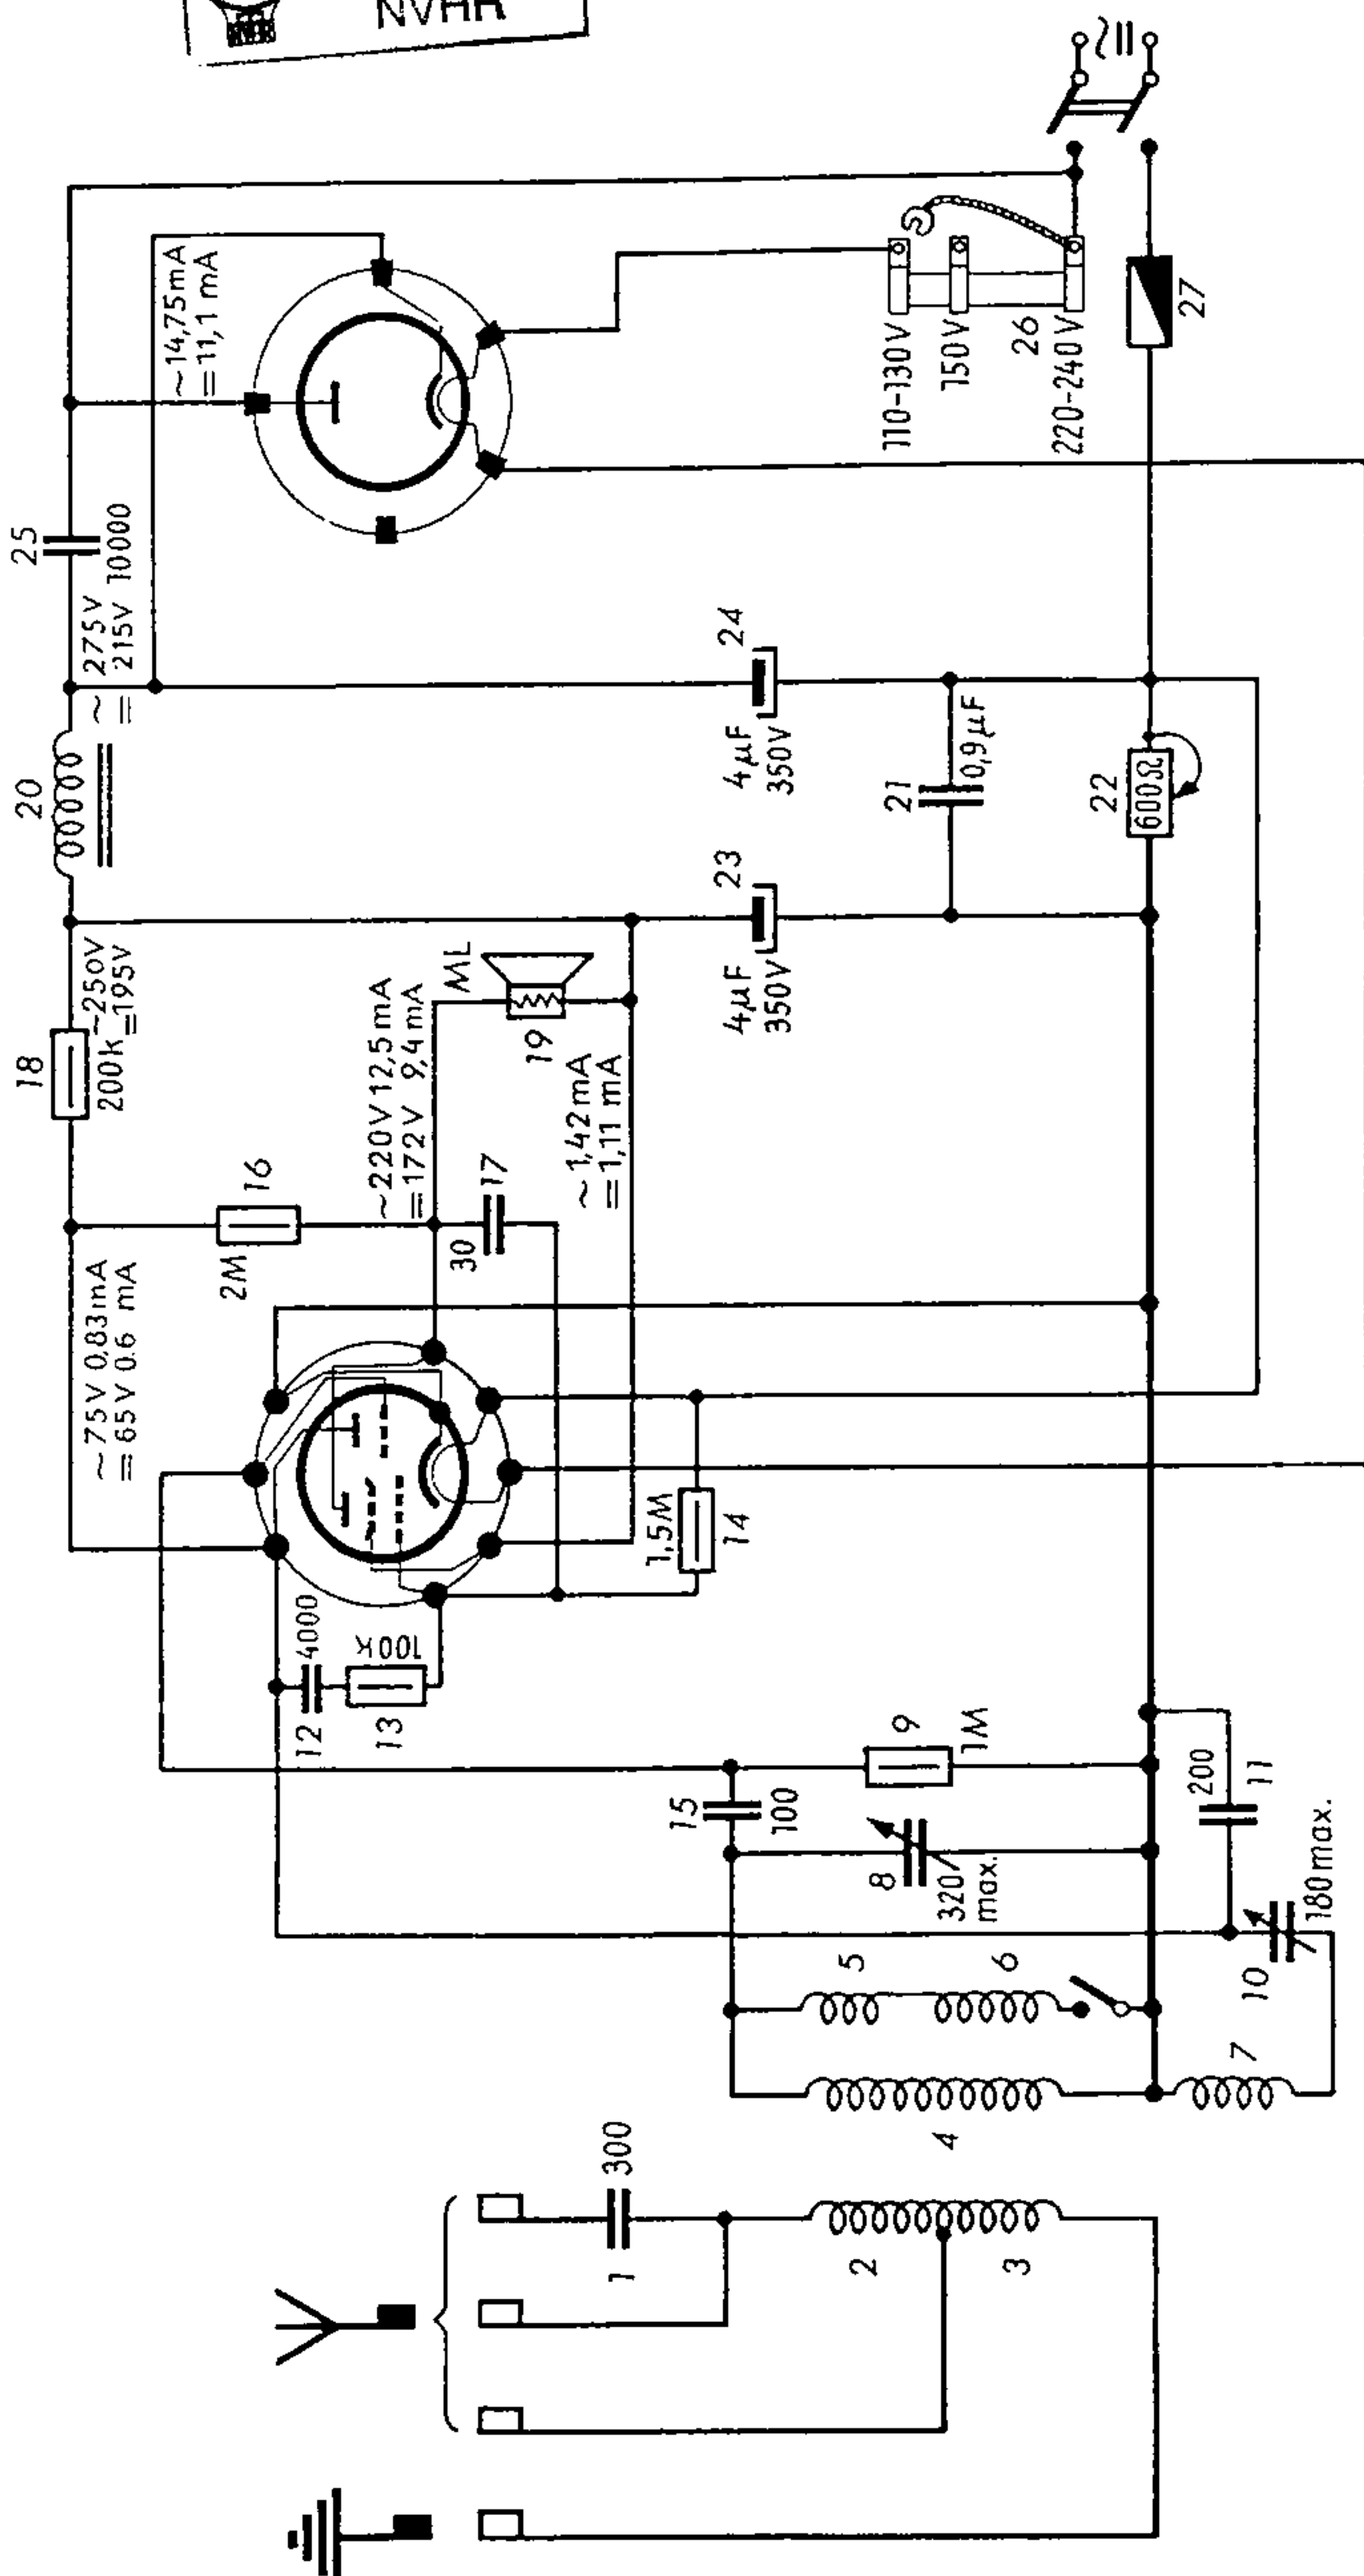 NVHR
25
10000
~ 275V
= 215V
~14,75mA
=11,1 mA
20
18
200k
~250V
=195V
~75V 0,83mA
=65V 0.6 mA
16
2M
~220V 12,5mA
=172V 9,4mA
17
30
19
ML
~1,42mA
=1,11 mA
24
4µF
350V
23
4µF
350V
21
0,9µF
22
600Ω
110-130V
150V
26
220-240V
27
12
4000
13
100k
1,5M
14
15
100
9
1M
8
320
max.
200
11
10
180max.
5
6
4
7
1
300
2
3